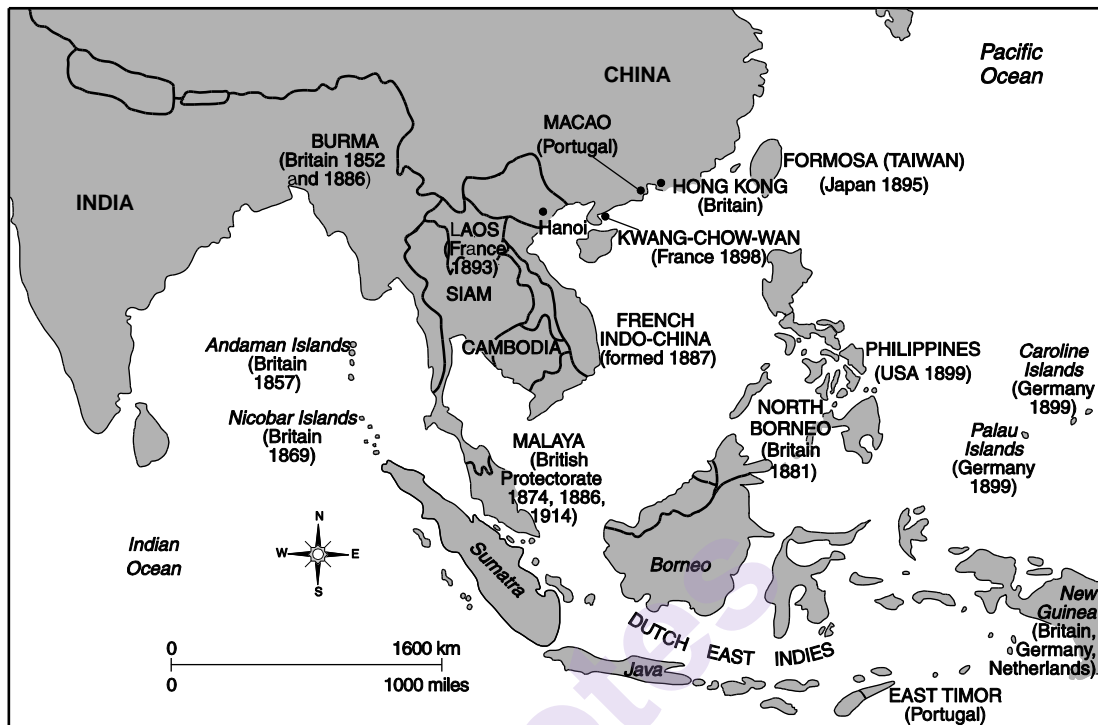 Pacific
Ocean
CHINA
MACAO
(Portugal)
BURMA
(Britain 1852
and 1886)
FORMOSA (TAIWAN)
(Japan 1895)
INDIA
HONG KONG
(Britain)
Hanoi
LAOS
(France
1893)
KWANG-CHOW-WAN
(France 1898)
SIAM
FRENCH
INDO-CHINA
(formed 1887)
CAMBODIA
Andaman Islands
(Britain
1857)
PHILIPPINES
(USA 1899)
Caroline
Islands
(Germany
1899)
Nicobar Islands
(Britain
1869)
NORTH
BORNEO
(Britain
1881)
Palau
Islands
(Germany
1899)
MALAYA
(British
Protectorate
1874, 1886,
1914)
N
W E
S
Indian
Ocean
Sumatra
Borneo
New
Guinea
(Britain,
Germany,
Netherlands)
DUTCH EAST INDIES
0 1600 km
0 1000 miles
Java
EAST TIMOR
(Portugal)
otes